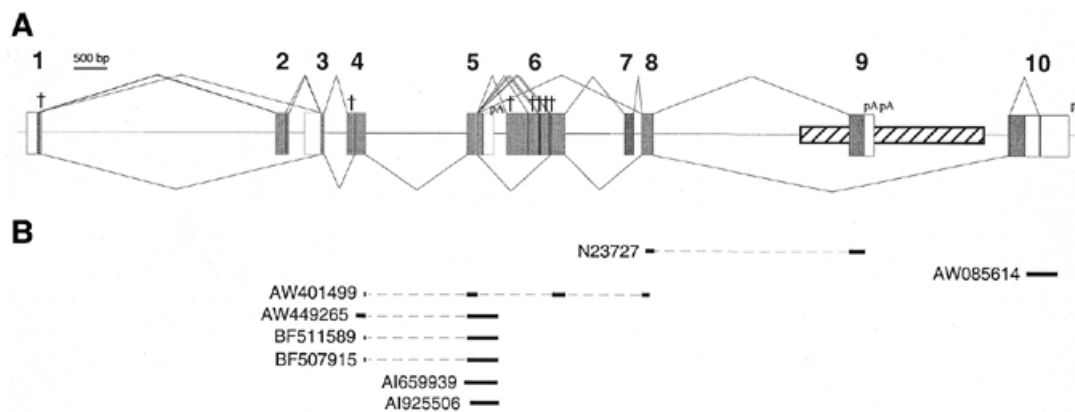 A
1 500 bp 2 3 4 5 6 7 8 9 10
† † pA † †††† pA pA p
B
N23727
AW085614
AW401499
AW449265
BF511589
BF507915
AI659939
AI925506